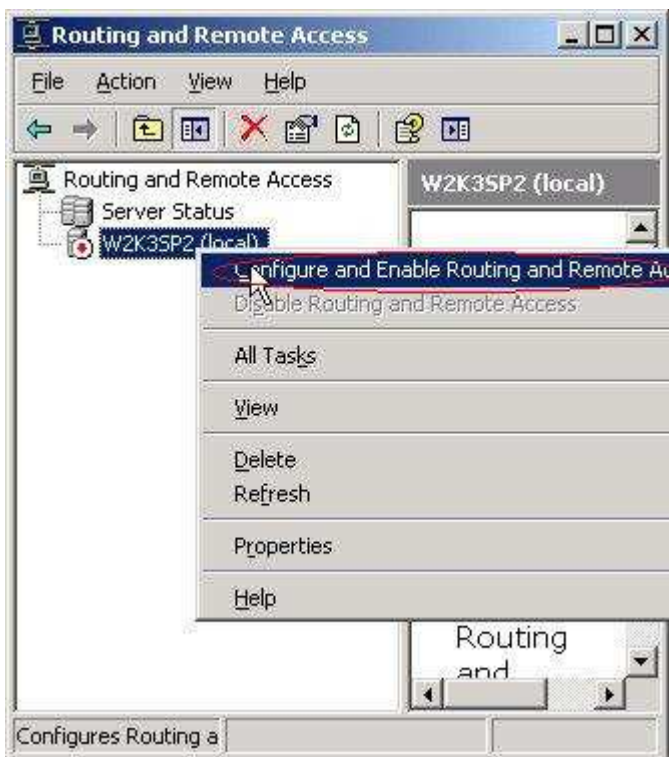 Routing and Remote Access
File Action View Help
Routing and Remote Access
Server Status
W2K3SP2 (local)
W2K3SP2 (local)
Configure and Enable Routing and Remote Ac
Disable Routing and Remote Access
All Tasks
View
Delete
Refresh
Properties
Help
Routing
and
Configures Routing a